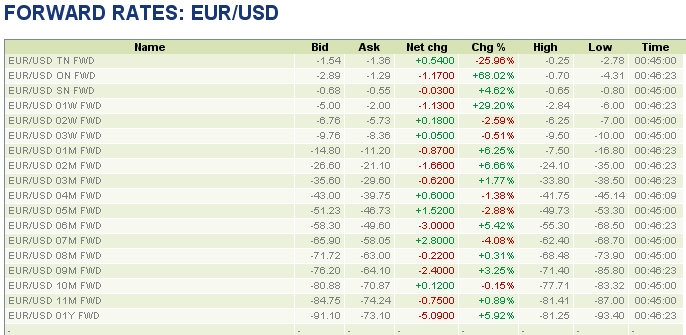 FORWARD RATES: EUR/USD
Name Bid Ask Net chg Chg % High Low Time
EUR/USD TN FWD -1.54 -1.36 +0.5400 -25.96% -0.25 -2.78 00:45:00
EUR/USD ON FWD -2.89 -1.29 -1.1700 +68.02% -0.70 -4.31 00:46:23
EUR/USD SN FWD -0.68 -0.55 -0.0300 +4.62% -0.65 -0.80 00:45:00
EUR/USD 01W FWD -5.00 -2.00 -1.1300 +29.20% -2.84 -6.00 00:46:23
EUR/USD 02W FWD -6.76 -5.73 +0.1800 -2.59% -6.25 -7.00 00:45:00
EUR/USD 03W FWD -9.76 -8.36 +0.0500 -0.51% -9.50 -10.00 00:45:00
EUR/USD 01M FWD -14.80 -11.20 -0.8700 +6.25% -7.50 -16.80 00:46:23
EUR/USD 02M FWD -26.60 -21.10 -1.6600 +6.66% -24.10 -35.00 00:46:23
EUR/USD 03M FWD -35.60 -29.60 -0.6200 +1.77% -33.80 -38.50 00:46:23
EUR/USD 04M FWD -43.00 -39.75 +0.6000 -1.38% -41.75 -45.14 00:46:09
EUR/USD 05M FWD -51.23 -46.73 +1.5200 -2.88% -49.73 -53.30 00:45:00
EUR/USD 06M FWD -58.30 -49.60 -3.0000 +5.42% -55.30 -68.50 00:46:23
EUR/USD 07M FWD -65.90 -58.05 +2.8000 -4.08% -62.40 -68.70 00:45:00
EUR/USD 08M FWD -71.72 -63.00 -0.2200 +0.31% -68.48 -73.90 00:45:00
EUR/USD 09M FWD -76.20 -64.10 -2.4000 +3.25% -71.40 -85.80 00:46:23
EUR/USD 10M FWD -80.88 -70.87 +0.1200 -0.15% -77.71 -83.32 00:45:00
EUR/USD 11M FWD -84.75 -74.24 -0.7500 +0.89% -81.41 -87.00 00:45:00
EUR/USD 01Y FWD -91.10 -73.10 -5.0900 +5.92% -81.25 -93.40 00:46:23
- - - - - - - -